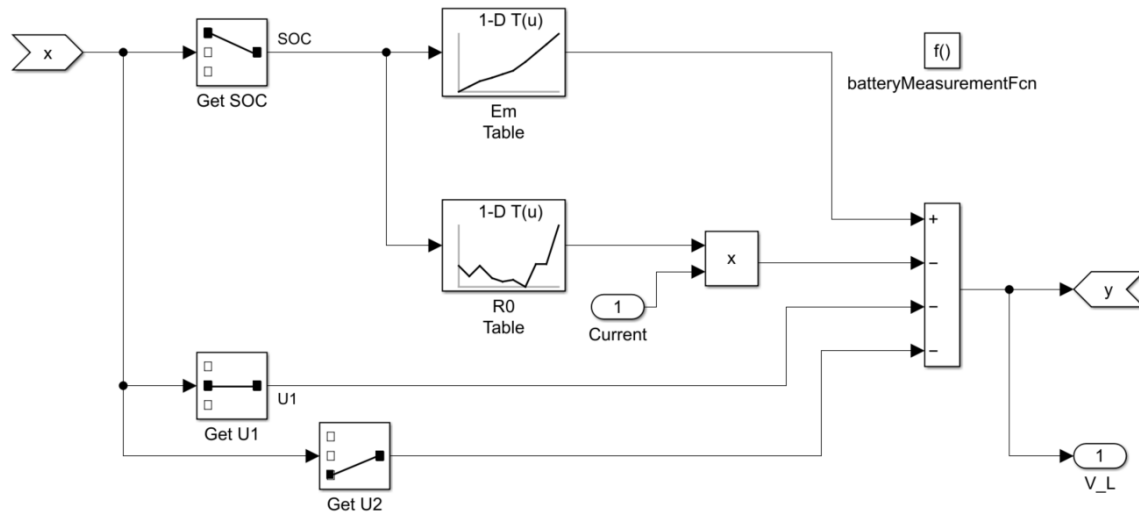 x
SOC
Get SOC
1-D T(u)
Em
Table
f()
batteryMeasurementFcn
1-D T(u)
R0
Table
x
1
Current
+
−
−
−
y
U1
Get U1
Get U2
1
V_L